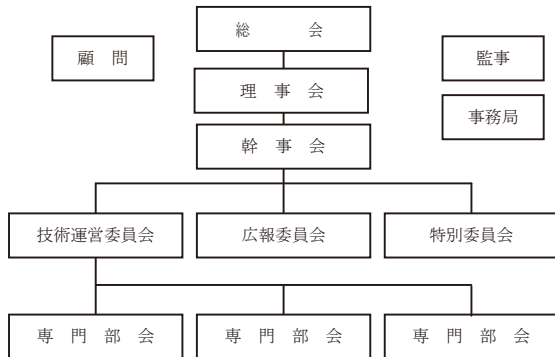 総　　　会
顧　問
監事
理　事　会
事務局
幹　事　会
技術運営委員会
広報委員会
特別委員会
専　門　部　会
専　門　部　会
専　門　部　会